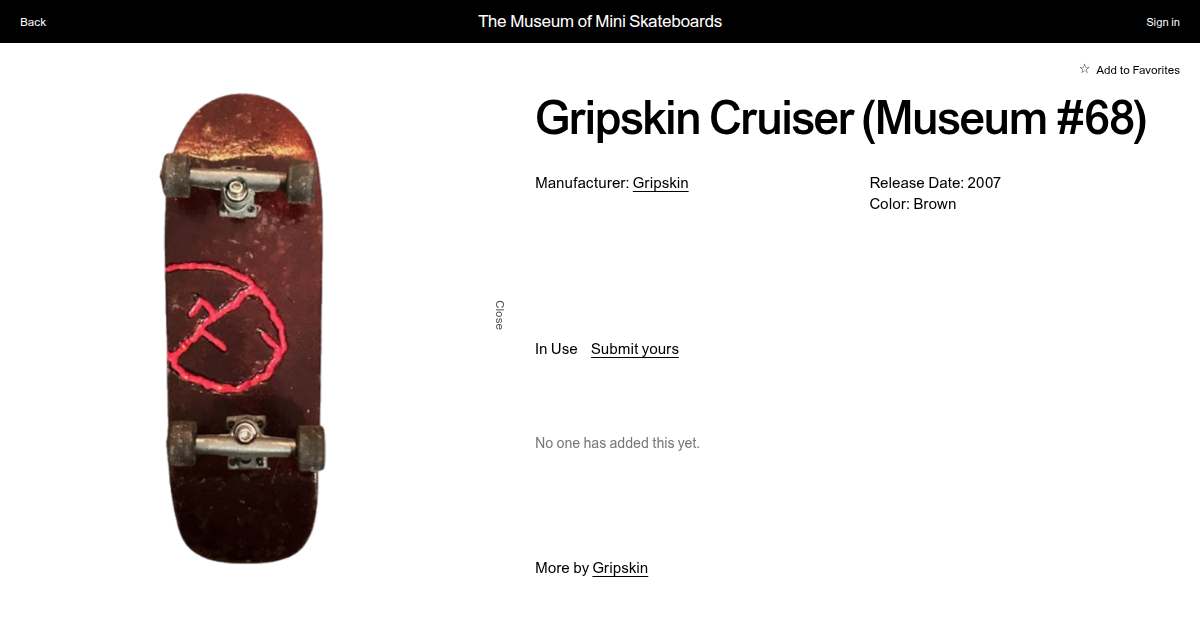 Back
The Museum of Mini Skateboards
Sign in
☆ Add to Favorites
Gripskin Cruiser (Museum #68)
Manufacturer: Gripskin
Release Date: 2007
Color: Brown
Close
In Use Submit yours
No one has added this yet.
More by Gripskin